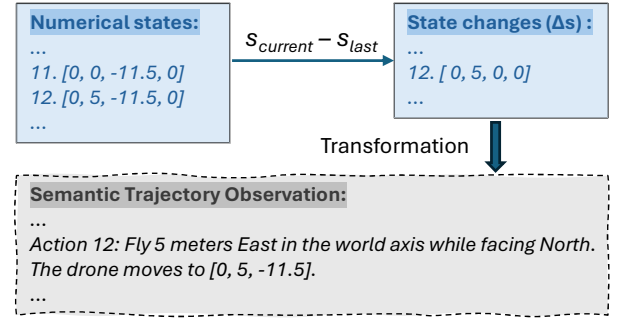 Numerical states:
...
11. [0, 0, -11.5, 0]
12. [0, 5, -11.5, 0]
...
s_current – s_last
State changes (Δs) :
...
12. [ 0, 5, 0, 0]
...
Transformation
Semantic Trajectory Observation:
...
Action 12: Fly 5 meters East in the world axis while facing North.
The drone moves to [0, 5, -11.5].
...